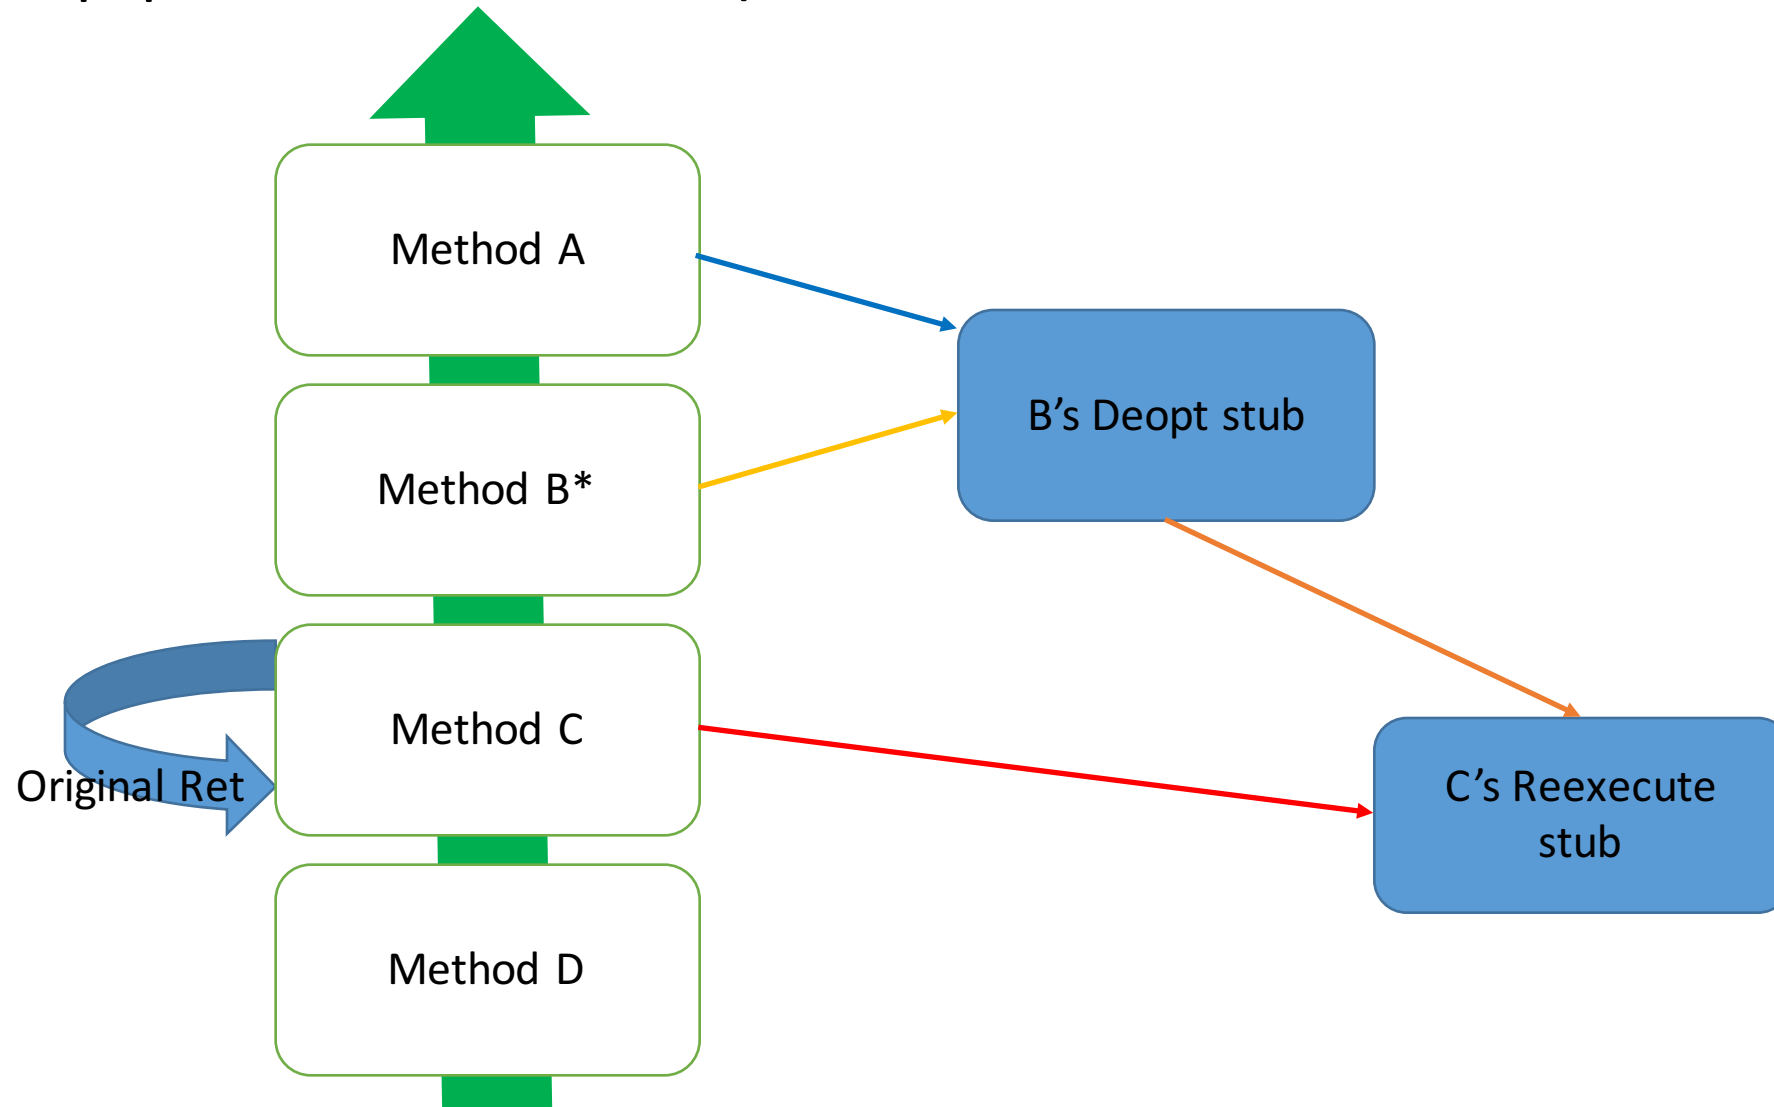 Method A
B’s Deopt stub
Method B*
Method C
Original Ret
C’s Reexecute
stub
Method D